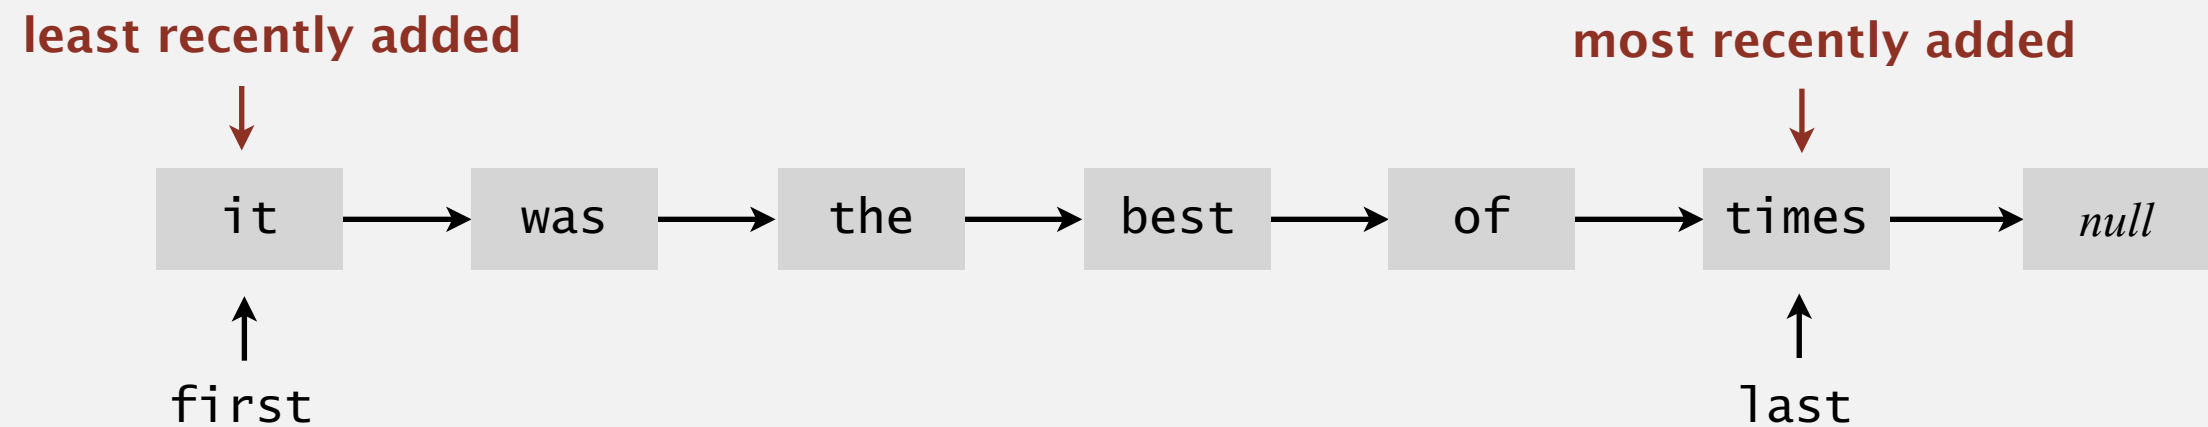 least recently added
most recently added
it was the best of times null
first
last